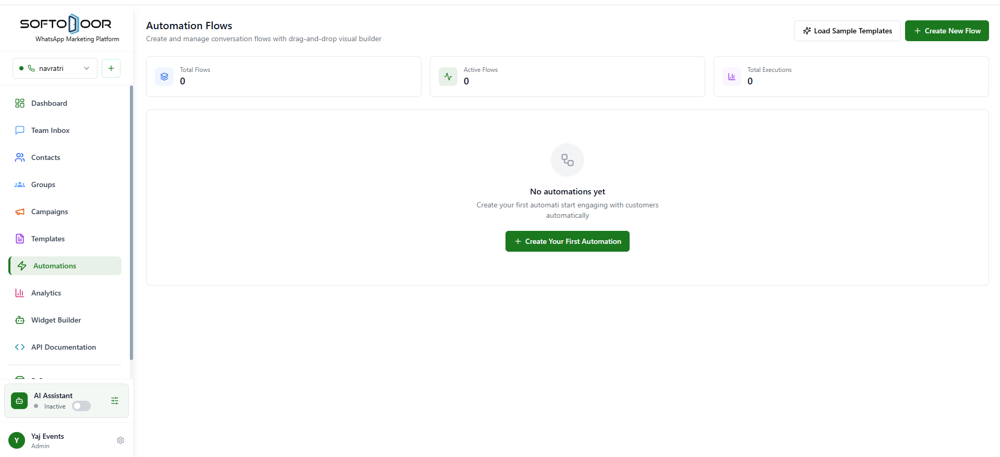 SOFTODOOR
WhatsApp Marketing Platform
navratri
Dashboard
Team Inbox
Contacts
Groups
Campaigns
Templates
Automations
Analytics
Widget Builder
API Documentation
AI Assistant
Inactive
Y
Yaj Events
Admin
Automation Flows
Create and manage conversation flows with drag-and-drop visual builder
Load Sample Templates
Create New Flow
Total Flows
0
Active Flows
0
Total Executions
0
No automations yet
Create your first automati start engaging with customers
automatically
Create Your First Automation